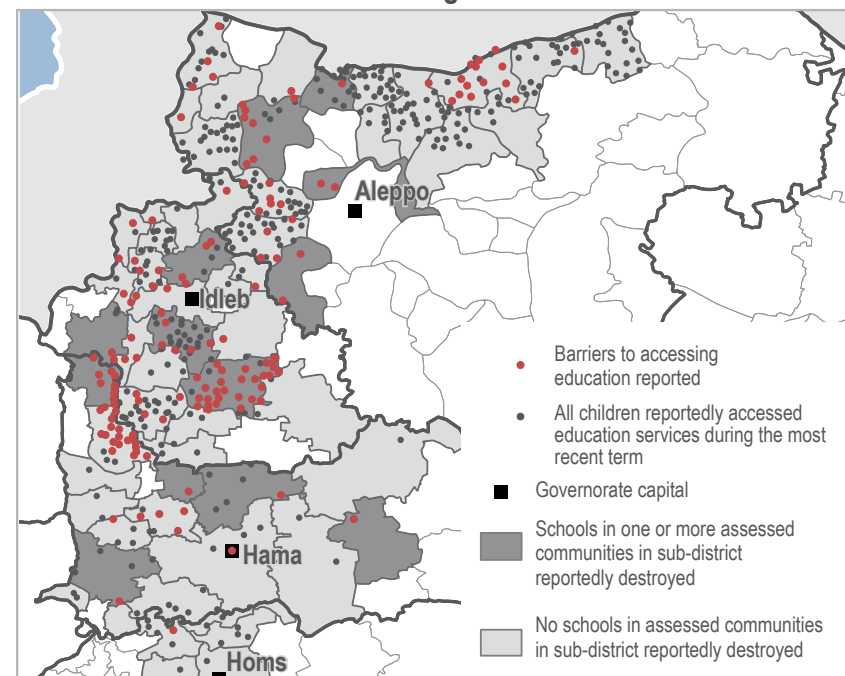 Aleppo
Idleb
Barriers to accessing
education reported
All children reportedly accessed
education services during the most
recent term
Governorate capital
Schools in one or more assessed
communities in sub-district
reportedly destroyed
Hama
No schools in assessed communities
in sub-district reportedly destroyed
Homs